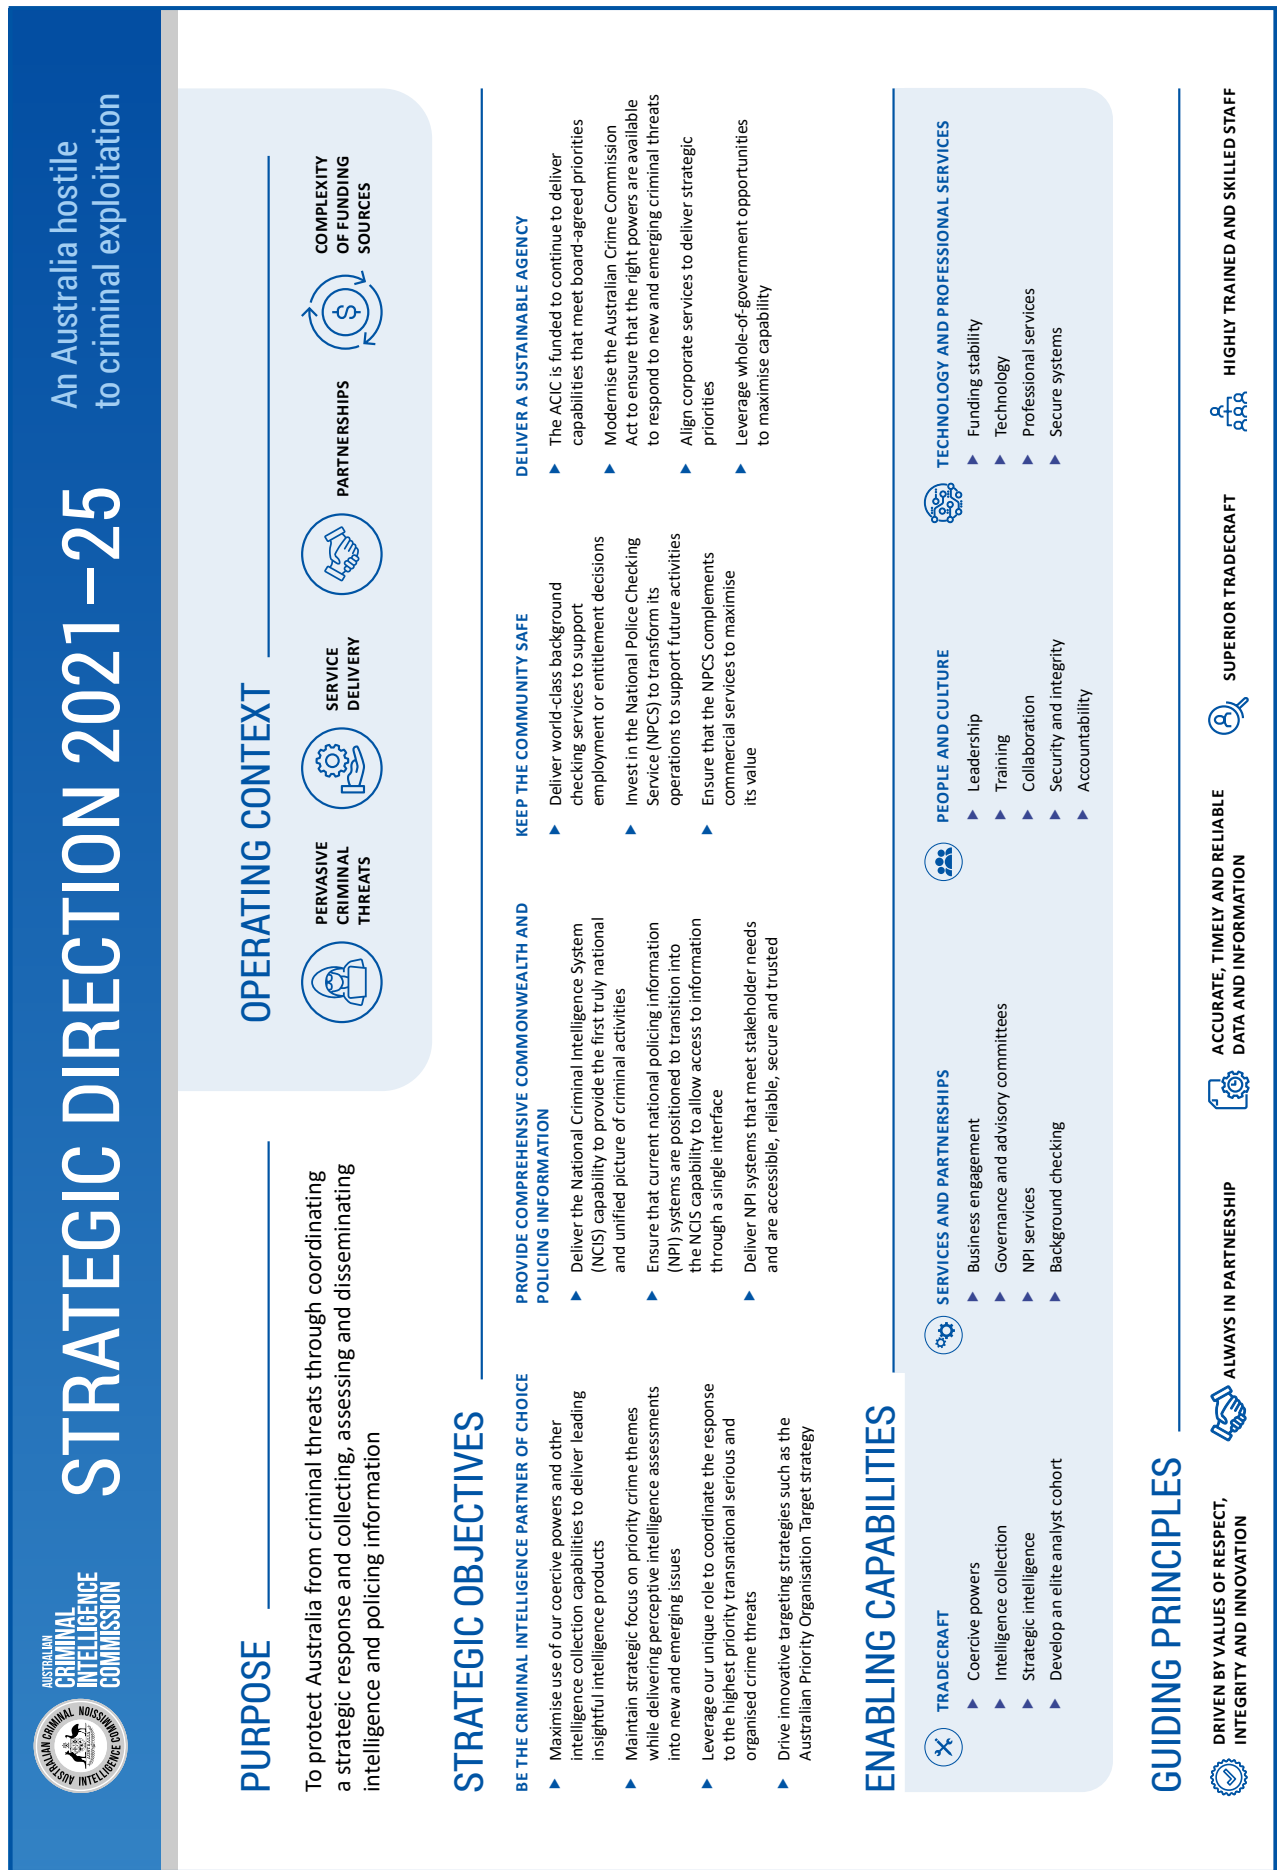 AUSTRALIAN CRIMINAL INTELLIGENCE COMMISSION
AUSTRALIAN
CRIMINAL
INTELLIGENCE
COMMISSION
STRATEGIC DIRECTION 2021–25
An Australia hostile
to criminal exploitation
PURPOSE
To protect Australia from criminal threats through coordinating
a strategic response and collecting, assessing and disseminating
intelligence and policing information
OPERATING CONTEXT
PERVASIVE
CRIMINAL
THREATS
SERVICE
DELIVERY
PARTNERSHIPS
COMPLEXITY
OF FUNDING
SOURCES
STRATEGIC OBJECTIVES
BE THE CRIMINAL INTELLIGENCE PARTNER OF CHOICE
▶ Maximise use of our coercive powers and other
intelligence collection capabilities to deliver leading
insightful intelligence products
▶ Maintain strategic focus on priority crime themes
while delivering perceptive intelligence assessments
into new and emerging issues
▶ Leverage our unique role to coordinate the response
to the highest priority transnational serious and
organised crime threats
▶ Drive innovative targeting strategies such as the
Australian Priority Organisation Target strategy
PROVIDE COMPREHENSIVE COMMONWEALTH AND
POLICING INFORMATION
▶ Deliver the National Criminal Intelligence System
(NCIS) capability to provide the first truly national
and unified picture of criminal activities
▶ Ensure that current national policing information
(NPI) systems are positioned to transition into
the NCIS capability to allow access to information
through a single interface
▶ Deliver NPI systems that meet stakeholder needs
and are accessible, reliable, secure and trusted
KEEP THE COMMUNITY SAFE
▶ Deliver world-class background
checking services to support
employment or entitlement decisions
▶ Invest in the National Police Checking
Service (NPCS) to transform its
operations to support future activities
▶ Ensure that the NPCS complements
commercial services to maximise
its value
DELIVER A SUSTAINABLE AGENCY
▶ The ACIC is funded to continue to deliver
capabilities that meet board-agreed priorities
▶ Modernise the Australian Crime Commission
Act to ensure that the right powers are available
to respond to new and emerging criminal threats
▶ Align corporate services to deliver strategic
priorities
▶ Leverage whole-of-government opportunities
to maximise capability
ENABLING CAPABILITIES
TRADECRAFT
▶ Coercive powers
▶ Intelligence collection
▶ Strategic intelligence
▶ Develop an elite analyst cohort
SERVICES AND PARTNERSHIPS
▶ Business engagement
▶ Governance and advisory committees
▶ NPI services
▶ Background checking
PEOPLE AND CULTURE
▶ Leadership
▶ Training
▶ Collaboration
▶ Security and integrity
▶ Accountability
TECHNOLOGY AND PROFESSIONAL SERVICES
▶ Funding stability
▶ Technology
▶ Professional services
▶ Secure systems
GUIDING PRINCIPLES
DRIVEN BY VALUES OF RESPECT,
INTEGRITY AND INNOVATION
ALWAYS IN PARTNERSHIP
ACCURATE, TIMELY AND RELIABLE
DATA AND INFORMATION
SUPERIOR TRADECRAFT
HIGHLY TRAINED AND SKILLED STAFF